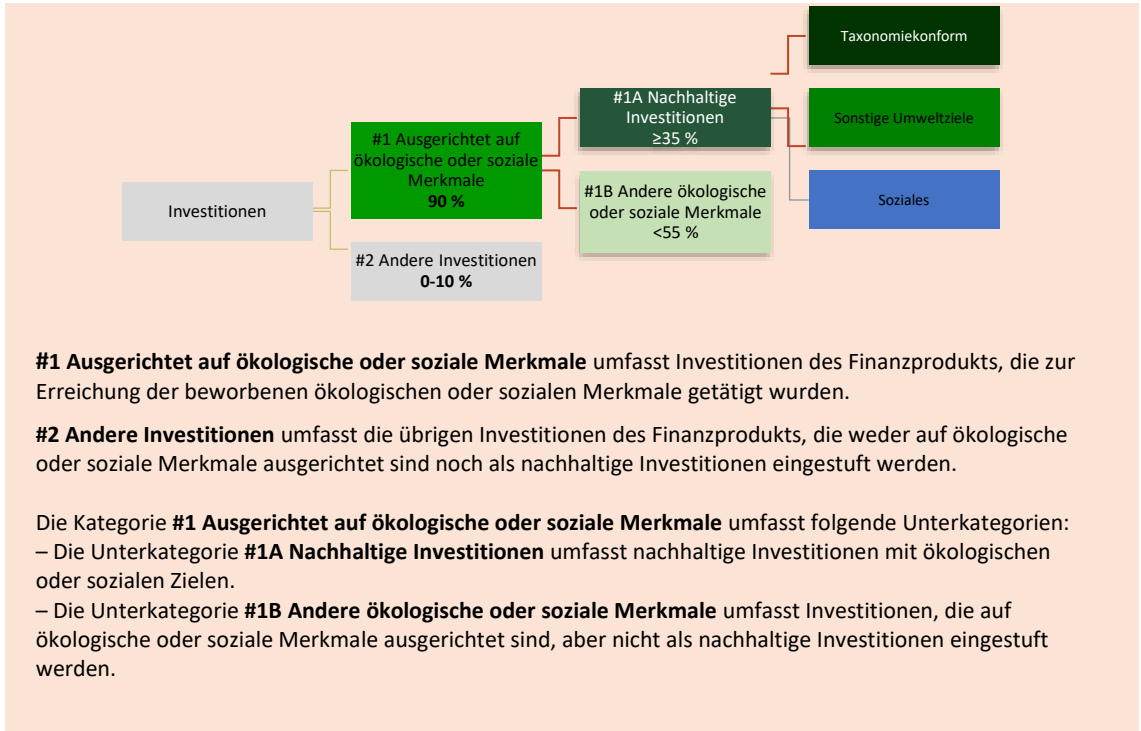 Taxonomiekonform
#1A Nachhaltige
Investitionen
≥35 %
Sonstige Umweltziele
#1 Ausgerichtet auf
ökologische oder soziale
Merkmale
90 %
#1B Andere ökologische
oder soziale Merkmale
<55 %
Soziales
Investitionen
#2 Andere Investitionen
0-10 %
#1 Ausgerichtet auf ökologische oder soziale Merkmale umfasst Investitionen des Finanzprodukts, die zur
Erreichung der beworbenen ökologischen oder sozialen Merkmale getätigt wurden.
#2 Andere Investitionen umfasst die übrigen Investitionen des Finanzprodukts, die weder auf ökologische
oder soziale Merkmale ausgerichtet sind noch als nachhaltige Investitionen eingestuft werden.
Die Kategorie #1 Ausgerichtet auf ökologische oder soziale Merkmale umfasst folgende Unterkategorien:
– Die Unterkategorie #1A Nachhaltige Investitionen umfasst nachhaltige Investitionen mit ökologischen
oder sozialen Zielen.
– Die Unterkategorie #1B Andere ökologische oder soziale Merkmale umfasst Investitionen, die auf
ökologische oder soziale Merkmale ausgerichtet sind, aber nicht als nachhaltige Investitionen eingestuft
werden.